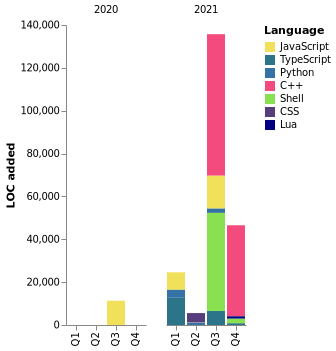 2020
2021
Language
JavaScript
TypeScript
Python
C++
Shell
CSS
Lua
LOC added
140,000
120,000
100,000
80,000
60,000
40,000
20,000
0
Q1
Q2
Q3
Q4
Q1
Q2
Q3
Q4